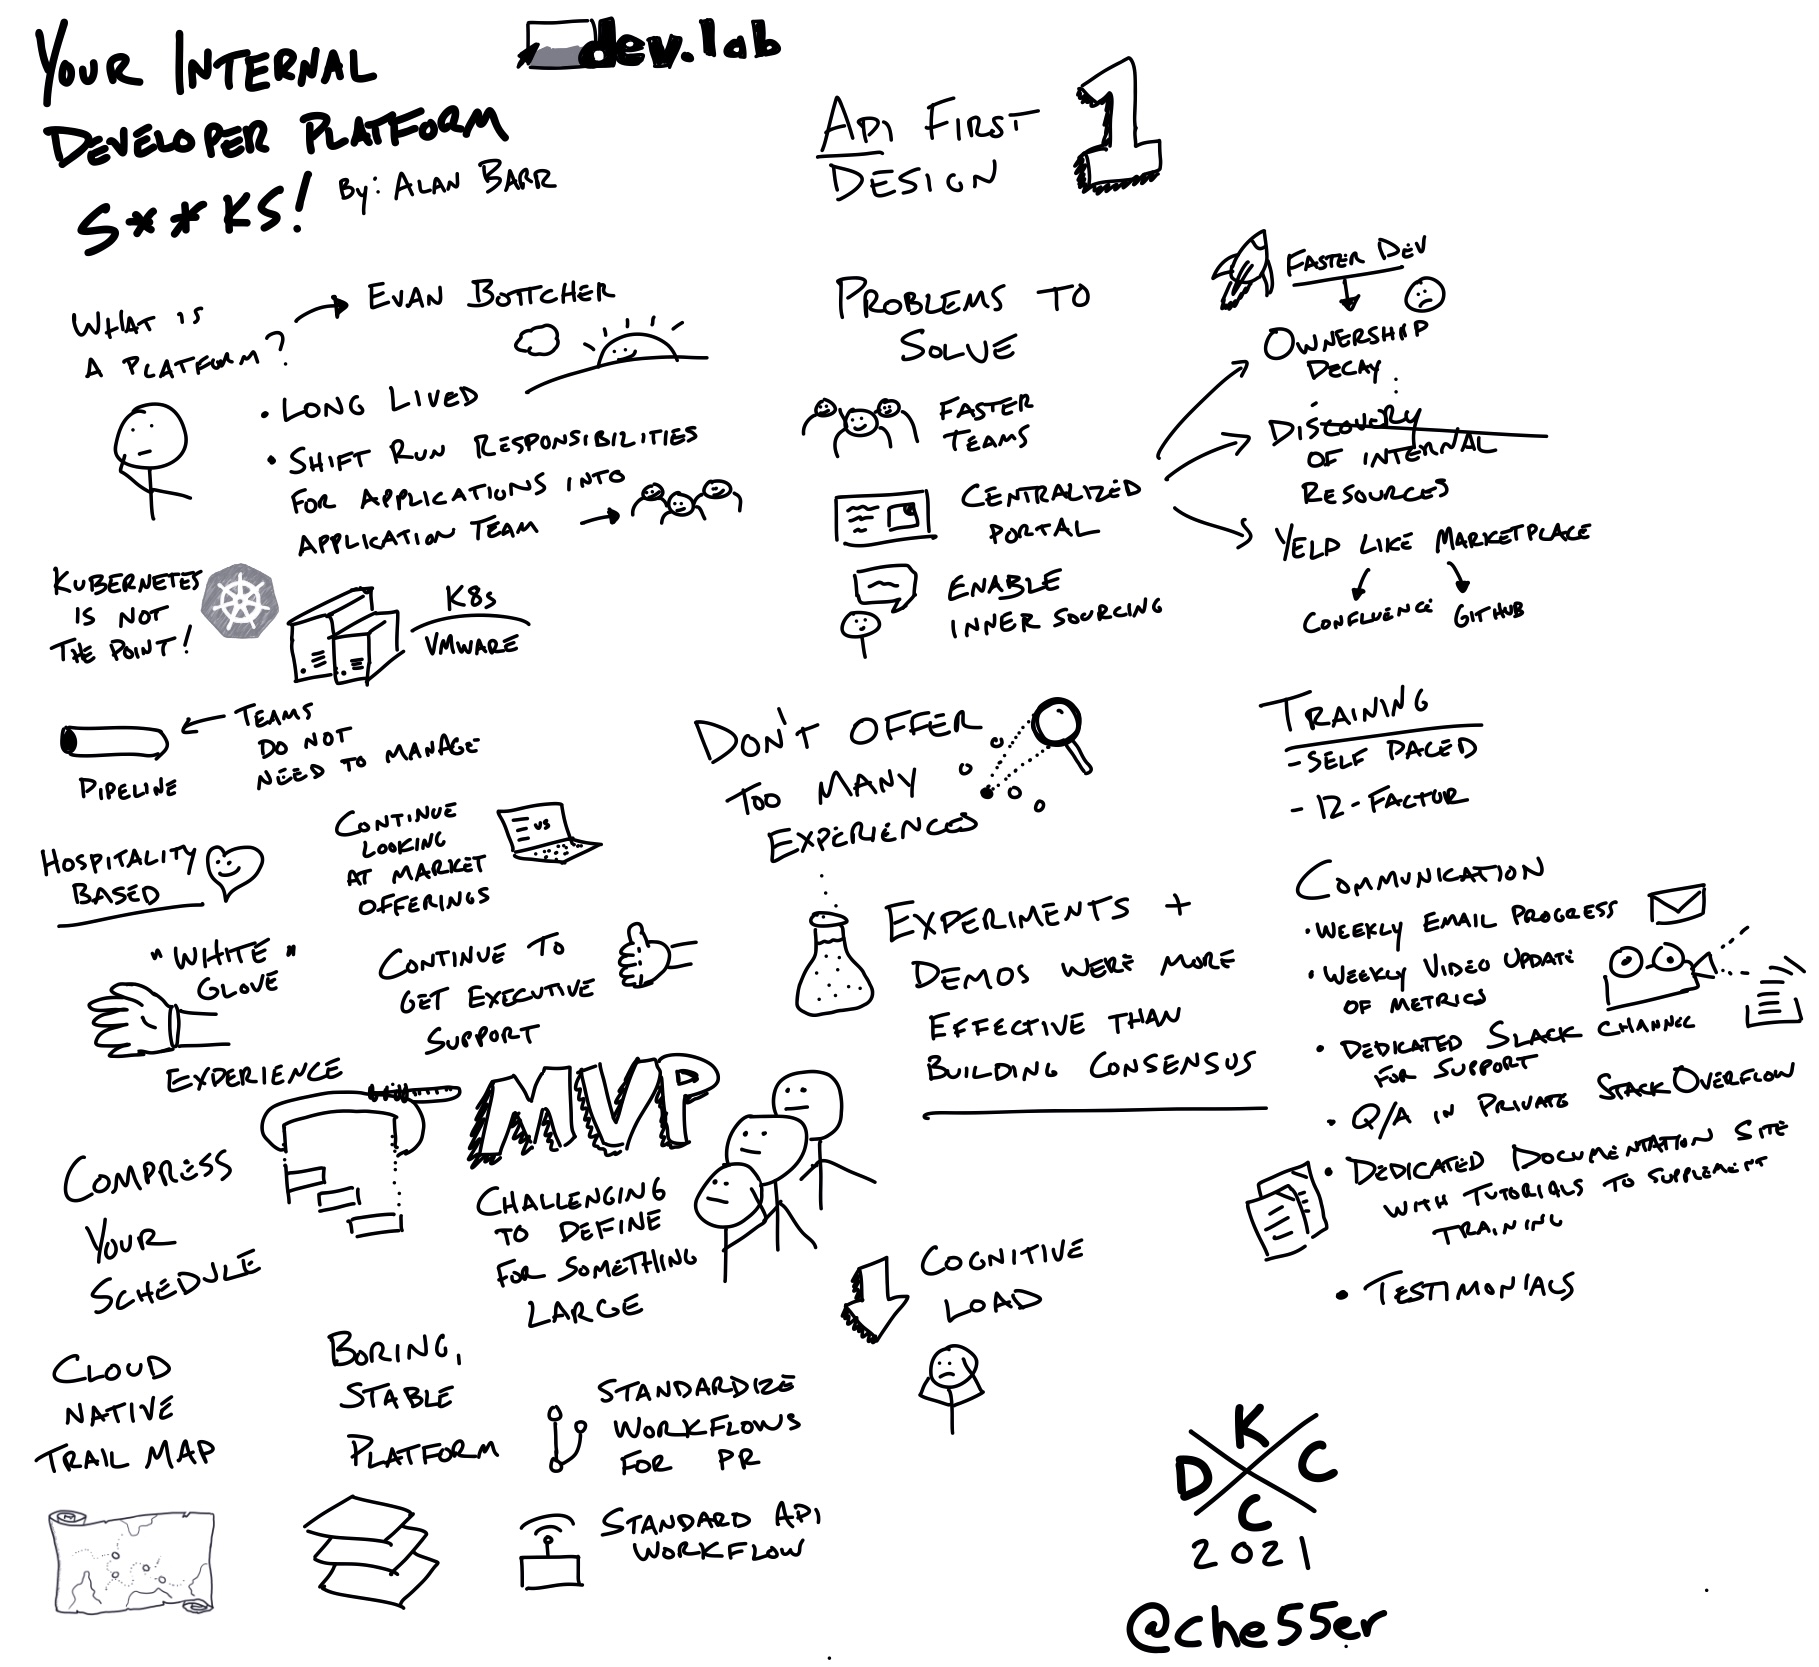 YOUR INTERNAL
DEVELOPER PLATFORM
S**KS! BY: ALAN BARR
dev.lab
API FIRST
DESIGN
1
WHAT IS
A PLATFORM?
EVAN BOTTCHER
• LONG LIVED
• SHIFT RUN RESPONSIBILITIES
FOR APPLICATIONS INTO
APPLICATION TEAM
KUBERNETES
IS NOT
THE POINT!
K8s
VMWARE
PIPELINE
TEAMS
DO NOT
NEED TO MANAGE
HOSPITALITY
BASED
"WHITE"
GLOVE
EXPERIENCE
CONTINUE
LOOKING
AT MARKET
OFFERINGS
VS
CONTINUE TO
GET EXECUTIVE
SUPPORT
COMPRESS
YOUR
SCHEDULE
MVP
CHALLENGING
TO DEFINE
FOR SOMETHING
LARGE
CLOUD
NATIVE
TRAIL MAP
BORING,
STABLE
PLATFORM
STANDARDIZE
WORKFLOWS
FOR PR
STANDARD API
WORKFLOW
PROBLEMS TO
SOLVE
FASTER
TEAMS
CENTRALIZED
PORTAL
ENABLE
INNER SOURCING
FASTER DEV
OWNERSHIP
DECAY
DISCOVERY
OF INTERNAL
RESOURCES
YELD LIKE MARKETPLACE
CONFLUENCE GITHUB
DON'T OFFER
TOO MANY
EXPERIENCES
EXPERIMENTS +
DEMOS WERE MORE
EFFECTIVE THAN
BUILDING CONSENSUS
COGNITIVE
LOAD
TRAINING
- SELF PACED
- 12-FACTOR
COMMUNICATION
• WEEKLY EMAIL PROGRESS
• WEEKLY VIDEO UPDATE
OF METRICS
• DEDICATED SLACK CHANNEL
FOR SUPPORT
• Q/A IN PRIVATE STACKOVERFLOW
• DEDICATED DOCUMENTATION SITE
WITH TUTORIALS TO SUPPLEMENT
TRAINING
• TESTIMONIALS
K
D C
C
2021
@che55er